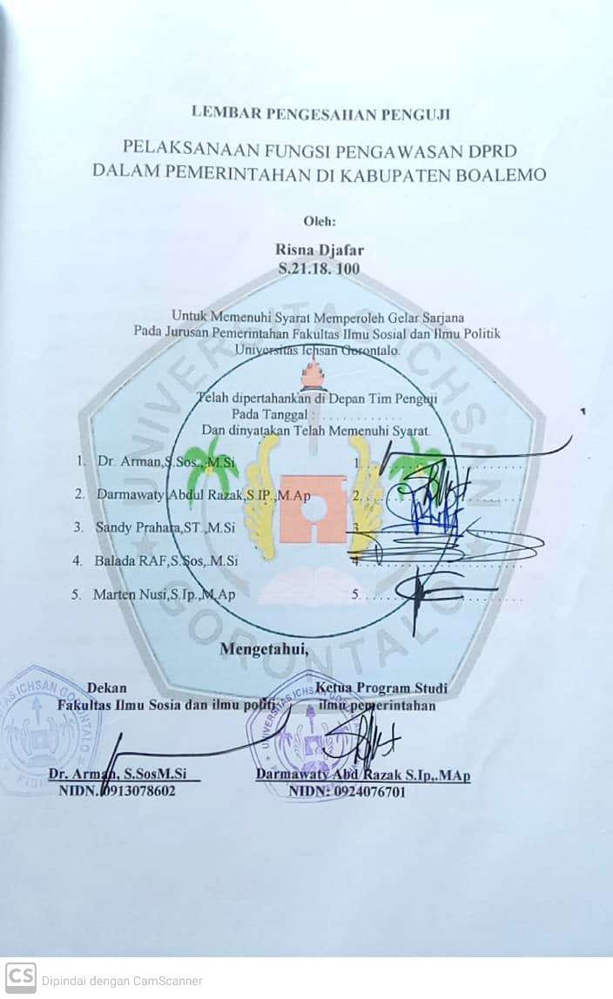 LEMBAR PENGESAHAN PENGUJI
PELAKSANAAN FUNGSI PENGAWASAN DPRD
DALAM PEMERINTAHAN DI KABUPATEN BOALEMO
Oleh:
Risna Djafar
S.21.18. 100
Untuk Memenuhi Syarat Memperoleh Gelar Sarjana
Pada Jurusan Pemerintahan Fakultas Ilmu Sosial dan Ilmu Politik
Universitas Ichsan Gorontalo.
Telah dipertahankan di Depan Tim Penguji
Pada Tanggal : . . . . . . . . . . . . . .
Dan dinyatakan Telah Memenuhi Syarat.
1. Dr. Arman,S.Sos.,.M.Si 1. . . . . . . . . . . . . . . .
2. Darmawaty Abdul Razak,S.IP.,M.Ap 2. . . . . . . . . . . . . . . .
3. Sandy Prahara,ST.,M.Si 3. . . . . . . . . . . . . . . .
4. Balada RAF,S.Sos,.M.Si 4. . . . . . . . . . . . . . . .
5. Marten Nusi,S.Ip.,M,Ap 5. . . . . . . . . . . . . . . .
UNIVERSITAS ICHSAN
GORONTALO
Mengetahui,
Dekan Ketua Program Studi
Fakultas Ilmu Sosia dan ilmu politi ilmu pemerintahan
Dr. Arman, S.SosM.Si Darmawaty Abd Razak S.Ip,.MAp
NIDN. 0913078602 NIDN: 0924076701
CS Dipindai dengan CamScanner